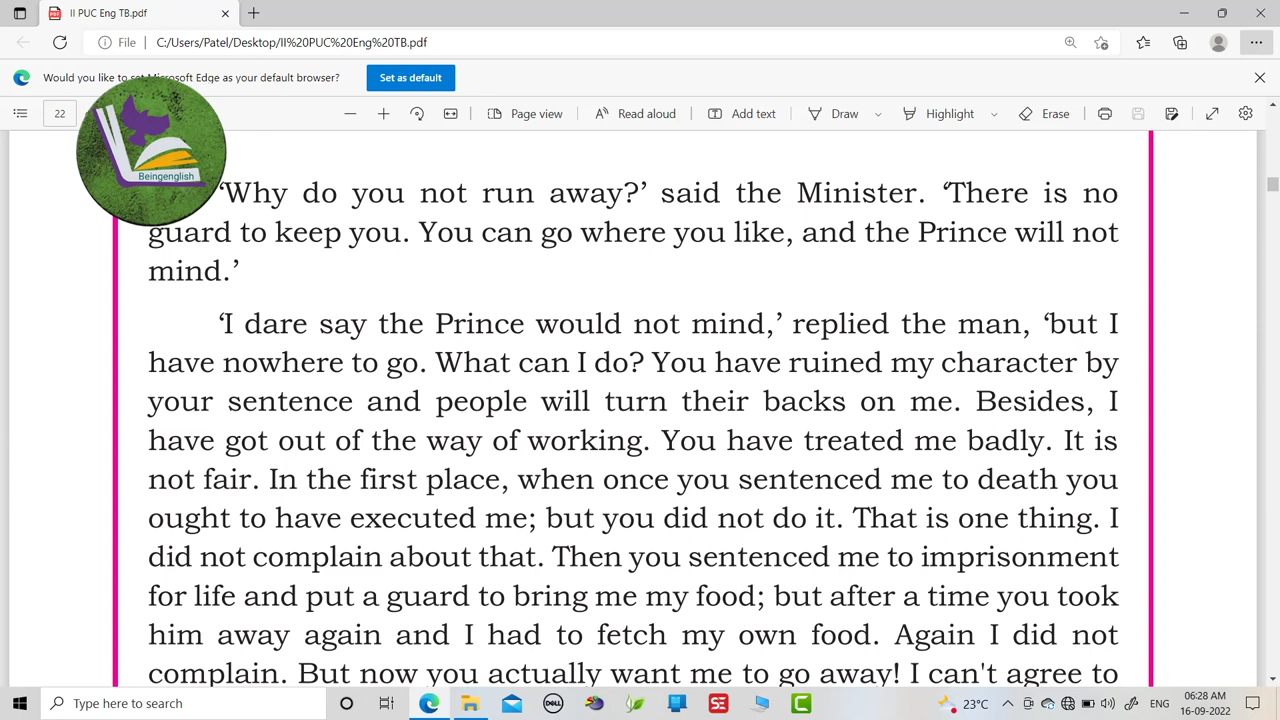 II PUC Eng TB.pdf
File C:/Users/Patel/Desktop/II%20PUC%20Eng%20TB.pdf
Would you like to set Microsoft Edge as your default browser? Set as default
22 Page view Read aloud Add text Draw Highlight Erase
Beingenglish
‘Why do you not run away?’ said the Minister. ‘There is no
guard to keep you. You can go where you like, and the Prince will not
mind.’
‘I dare say the Prince would not mind,’ replied the man, ‘but I
have nowhere to go. What can I do? You have ruined my character by
your sentence and people will turn their backs on me. Besides, I
have got out of the way of working. You have treated me badly. It is
not fair. In the first place, when once you sentenced me to death you
ought to have executed me; but you did not do it. That is one thing. I
did not complain about that. Then you sentenced me to imprisonment
for life and put a guard to bring me my food; but after a time you took
him away again and I had to fetch my own food. Again I did not
complain. But now you actually want me to go away! I can't agree to
Type here to search
DELL
SE
C
23°C
ENG
06:28 AM
16-09-2022